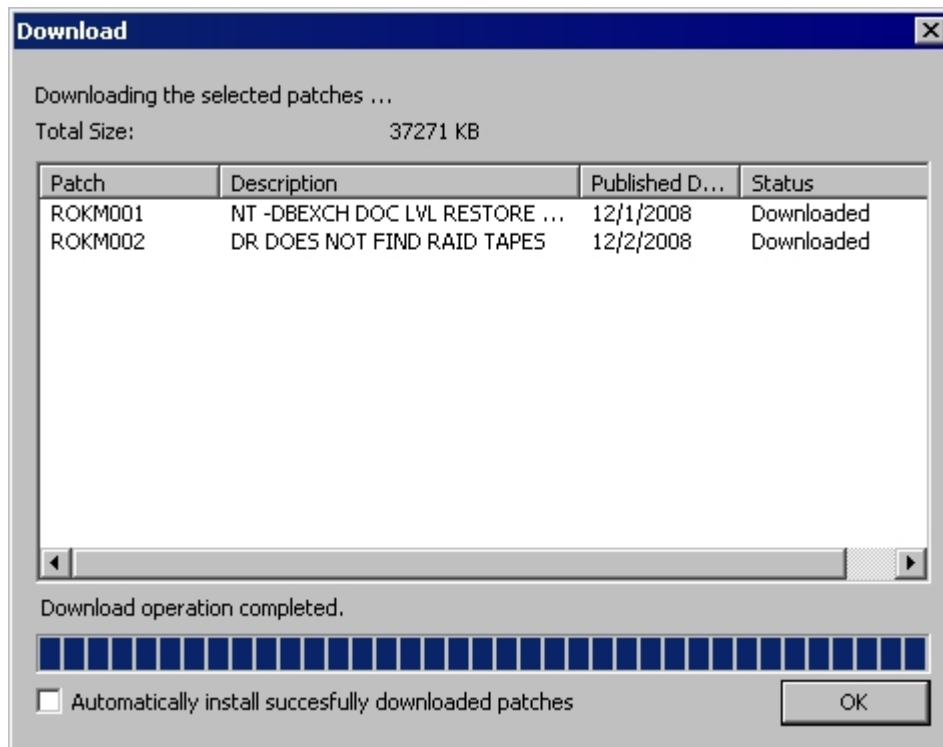 Download
Downloading the selected patches ...
Total Size: 37271 KB
Patch Description Published D... Status
ROKM001 NT -DBEXCH DOC LVL RESTORE ... 12/1/2008 Downloaded
ROKM002 DR DOES NOT FIND RAID TAPES 12/2/2008 Downloaded
Download operation completed.
Automatically install succesfully downloaded patches OK